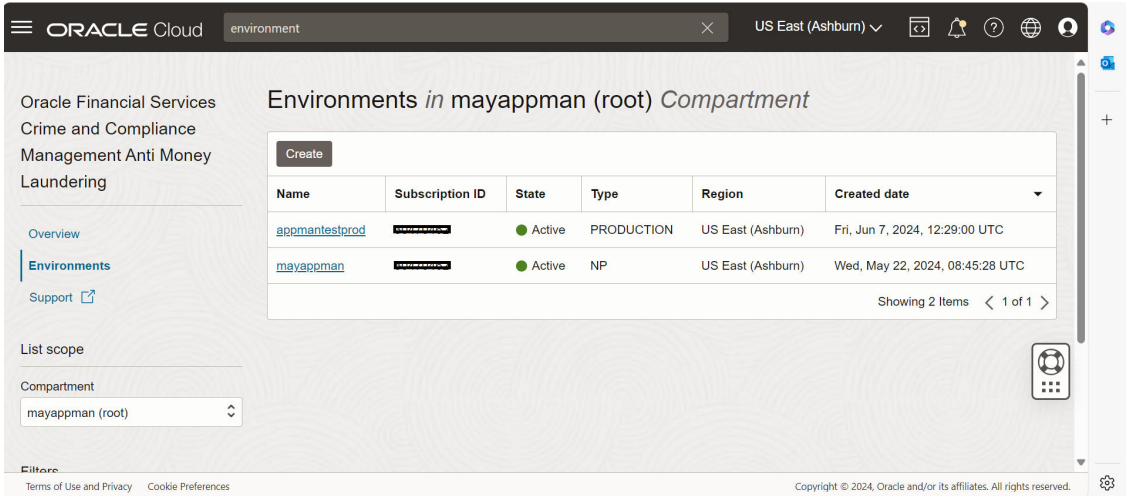 ORACLE Cloud
environment
US East (Ashburn)
Oracle Financial Services
Crime and Compliance
Management Anti Money
Laundering
Overview
Environments
Support
List scope
Compartment
mayappman (root)
Filters
Environments in mayappman (root) Compartment
Create
Name Subscription ID State Type Region Created date
appmantestprod Active PRODUCTION US East (Ashburn) Fri, Jun 7, 2024, 12:29:00 UTC
mayappman Active NP US East (Ashburn) Wed, May 22, 2024, 08:45:28 UTC
Showing 2 Items 1 of 1
Terms of Use and Privacy Cookie Preferences
Copyright © 2024, Oracle and/or its affiliates. All rights reserved.